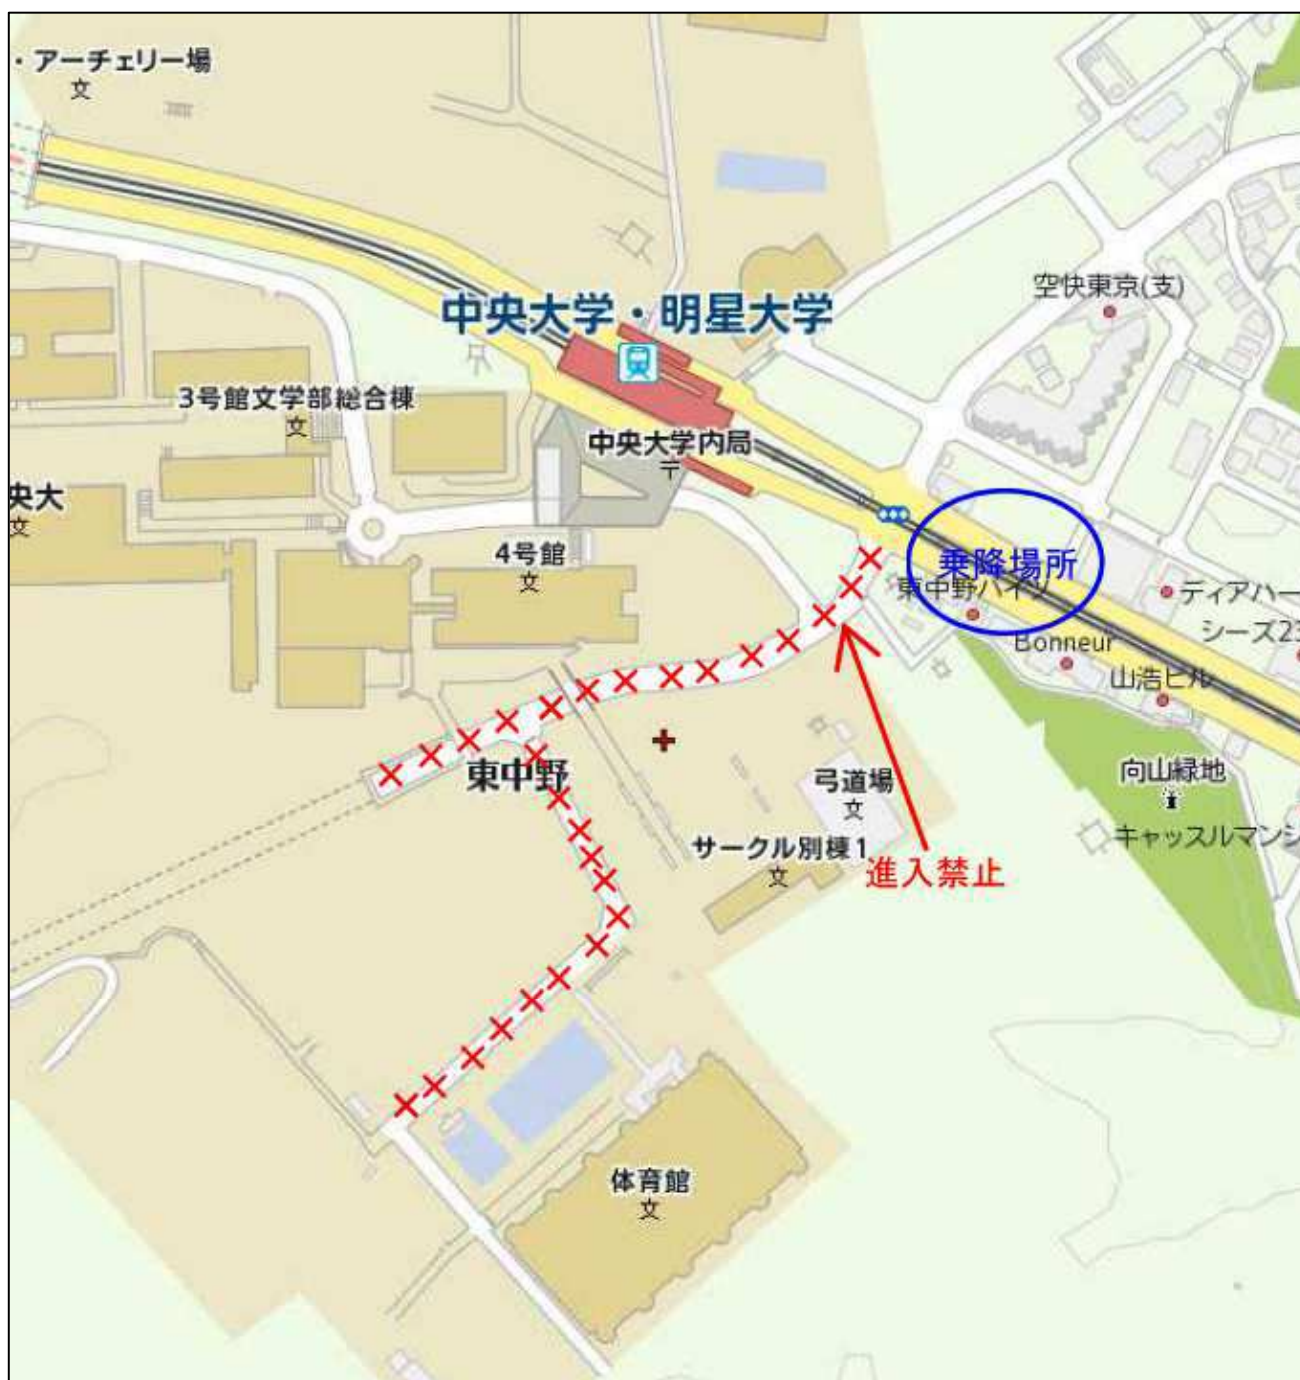 ・アーチェリー場
文
空快東京(支)
中央大学・明星大学
3号館文学部総合棟
文
中央大学内局
〒
央大
文
4号館
文
乗降場所
東中野ハイツ
ディアハー
シーズ23
Bonneur
山浩ビル
東中野
弓道場
文
向山緑地
サークル別棟1
文
進入禁止
キャッスルマンシ
体育館
文